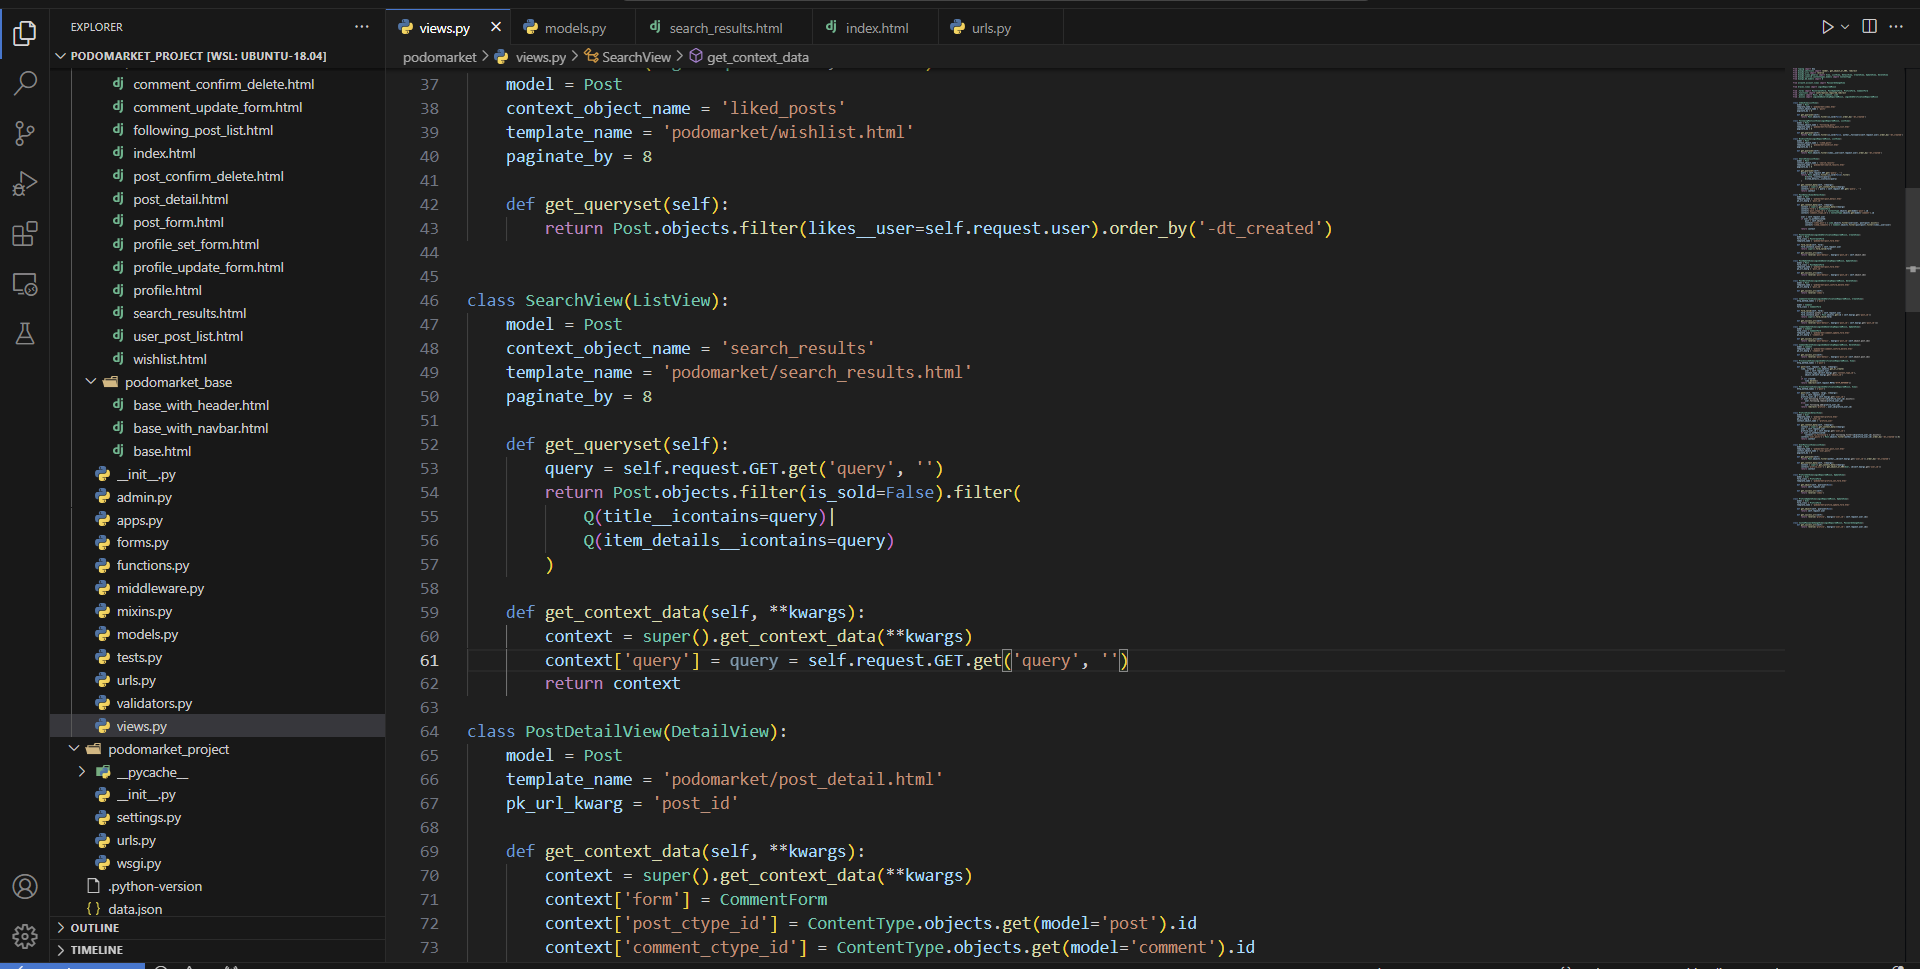 EXPLORER
PODOMARKET_PROJECT [WSL: UBUNTU-18.04]
comment_confirm_delete.html
comment_update_form.html
following_post_list.html
index.html
post_confirm_delete.html
post_detail.html
post_form.html
profile_set_form.html
profile_update_form.html
profile.html
search_results.html
user_post_list.html
wishlist.html
podomarket_base
base_with_header.html
base_with_navbar.html
base.html
__init__.py
admin.py
apps.py
forms.py
functions.py
middleware.py
mixins.py
models.py
tests.py
urls.py
validators.py
views.py
podomarket_project
__pycache__
__init__.py
settings.py
urls.py
wsgi.py
.python-version
data.json
OUTLINE
TIMELINE
views.py models.py search_results.html index.html urls.py
podomarket > views.py > SearchView > get_context_data
37 model = Post
38 context_object_name = 'liked_posts'
39 template_name = 'podomarket/wishlist.html'
40 paginate_by = 8
41
42 def get_queryset(self):
43 return Post.objects.filter(likes__user=self.request.user).order_by('-dt_created')
44
45
46 class SearchView(ListView):
47 model = Post
48 context_object_name = 'search_results'
49 template_name = 'podomarket/search_results.html'
50 paginate_by = 8
51
52 def get_queryset(self):
53 query = self.request.GET.get('query', '')
54 return Post.objects.filter(is_sold=False).filter(
55 Q(title__icontains=query)|
56 Q(item_details__icontains=query)
57 )
58
59 def get_context_data(self, **kwargs):
60 context = super().get_context_data(**kwargs)
61 context['query'] = query = self.request.GET.get('query', '')
62 return context
63
64 class PostDetailView(DetailView):
65 model = Post
66 template_name = 'podomarket/post_detail.html'
67 pk_url_kwarg = 'post_id'
68
69 def get_context_data(self, **kwargs):
70 context = super().get_context_data(**kwargs)
71 context['form'] = CommentForm
72 context['post_ctype_id'] = ContentType.objects.get(model='post').id
73 context['comment_ctype_id'] = ContentType.objects.get(model='comment').id